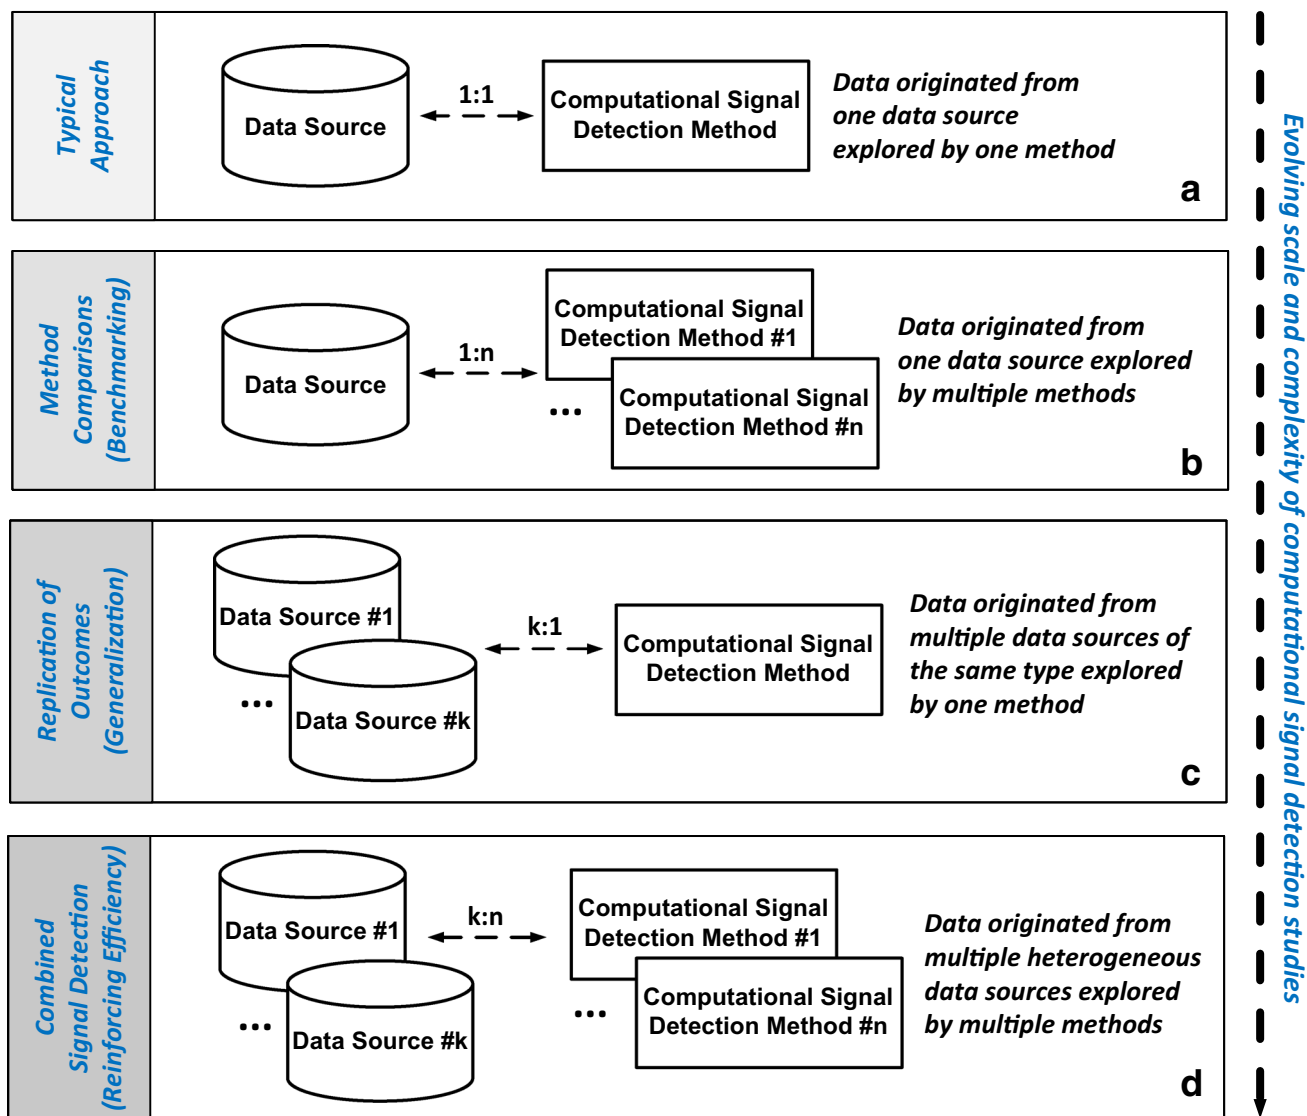 Typical
Approach
Data Source
1:1
Computational Signal
Detection Method
Data originated from
one data source
explored by one method
a
Method
Comparisons
(Benchmarking)
Data Source
1:n
Computational Signal
Detection Method #1
...
Computational Signal
Detection Method #n
Data originated from
one data source explored
by multiple methods
b
Replication of
Outcomes
(Generalization)
Data Source #1
...
Data Source #k
k:1
Computational Signal
Detection Method
Data originated from
multiple data sources of
the same type explored
by one method
c
Combined
Signal Detection
(Reinforcing Efficiency)
Data Source #1
...
Data Source #k
k:n
Computational Signal
Detection Method #1
...
Computational Signal
Detection Method #n
Data originated from
multiple heterogeneous
data sources explored
by multiple methods
d
Evolving scale and complexity of computational signal detection studies